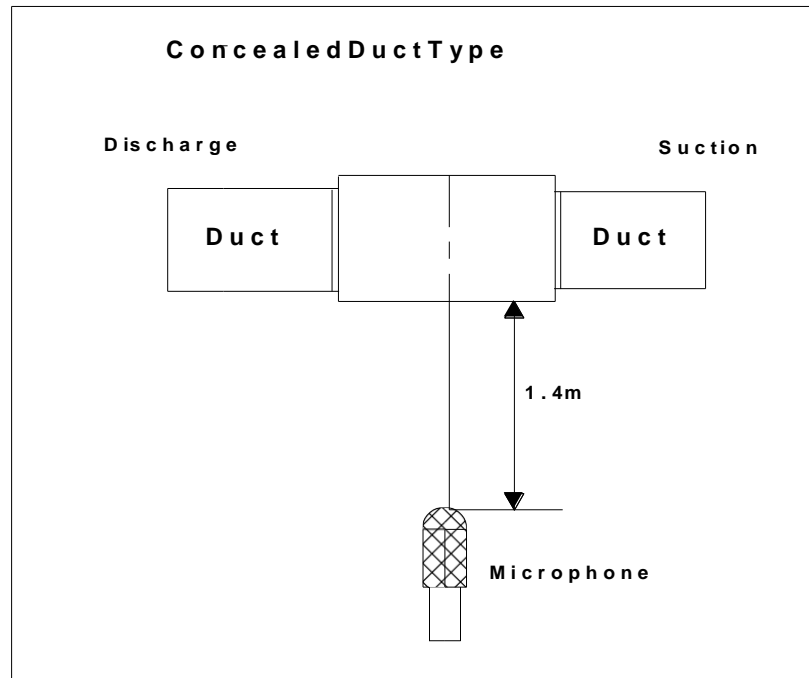 ConcealedDuctType
Discharge
Suction
Duct
Duct
1.4m
Microphone